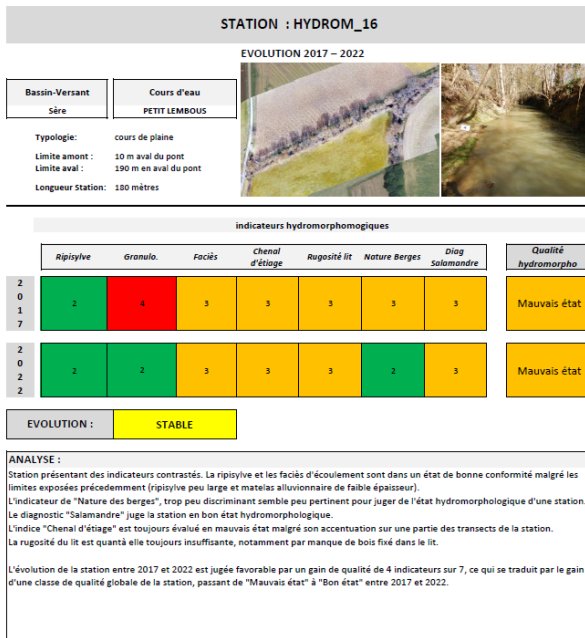 STATION : HYDROM_16
EVOLUTION 2017 – 2022
Bassin-Versant
Sère
Cours d'eau
PETIT LEMBOUS
Typologie: cours de plaine
Limite amont : 10 m aval du pont
Limite aval : 190 m en aval du pont
Longueur Station: 180 mètres
indicateurs hydromorphomogiques
Ripisylve Granulo. Faciès Chenal d'étiage Rugosité lit Nature Berges Diag Salamandre Qualité hydromorpho
2017 2 4 3 3 3 3 3 Mauvais état
2022 2 2 3 3 3 2 3 Mauvais état
EVOLUTION : STABLE
ANALYSE :
Station présentant des indicateurs contrastés. La ripisylve et les faciès d'écoulement sont dans un état de bonne conformité malgré les
limites exposées précedemment (ripisylve peu large et matelas alluvionnaire de faible épaisseur).
L'indicateur de "Nature des berges", trop peu discriminant semble peu pertinent pour juger de l'état hydromorphologique d'une station.
Le diagnostic "Salamandre" juge la station en bon état hydromorphologique.
L'indice "Chenal d'étiage" est toujours évalué en mauvais état malgré son accentuation sur une partie des transects de la station.
La rugosité du lit est quantà elle toujours insuffisante, notamment par manque de bois fixé dans le lit.
L'évolution de la station entre 2017 et 2022 est jugée favorable par un gain de qualité de 4 indicateurs sur 7, ce qui se traduit par le gain
d'une classe de qualité globale de la station, passant de "Mauvais état" à "Bon état" entre 2017 et 2022.